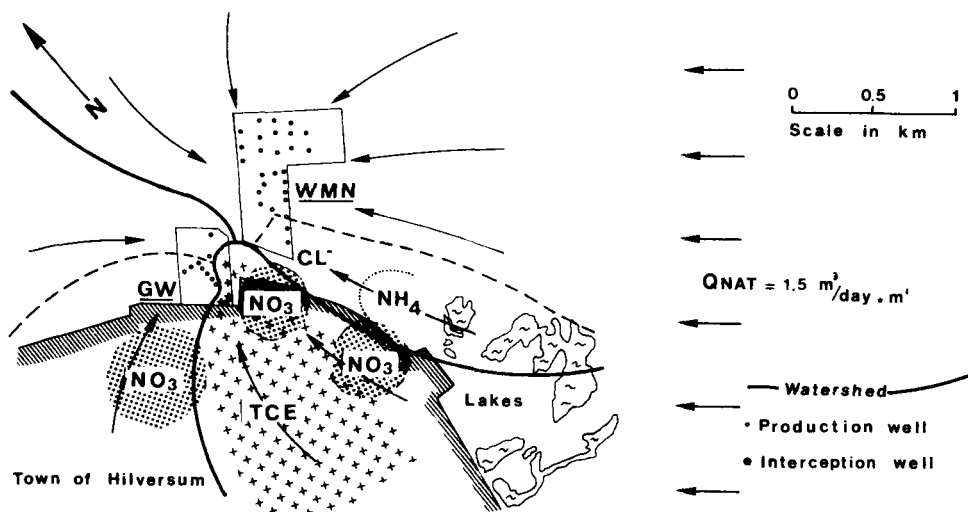 N
0 0.5 1
Scale in km
WMN
CL-
GW
NO3
NH4
QNAT = 1.5 m³/day . m'
NO3
NO3
TCE
Lakes
Watershed
Production well
Interception well
Town of Hilversum